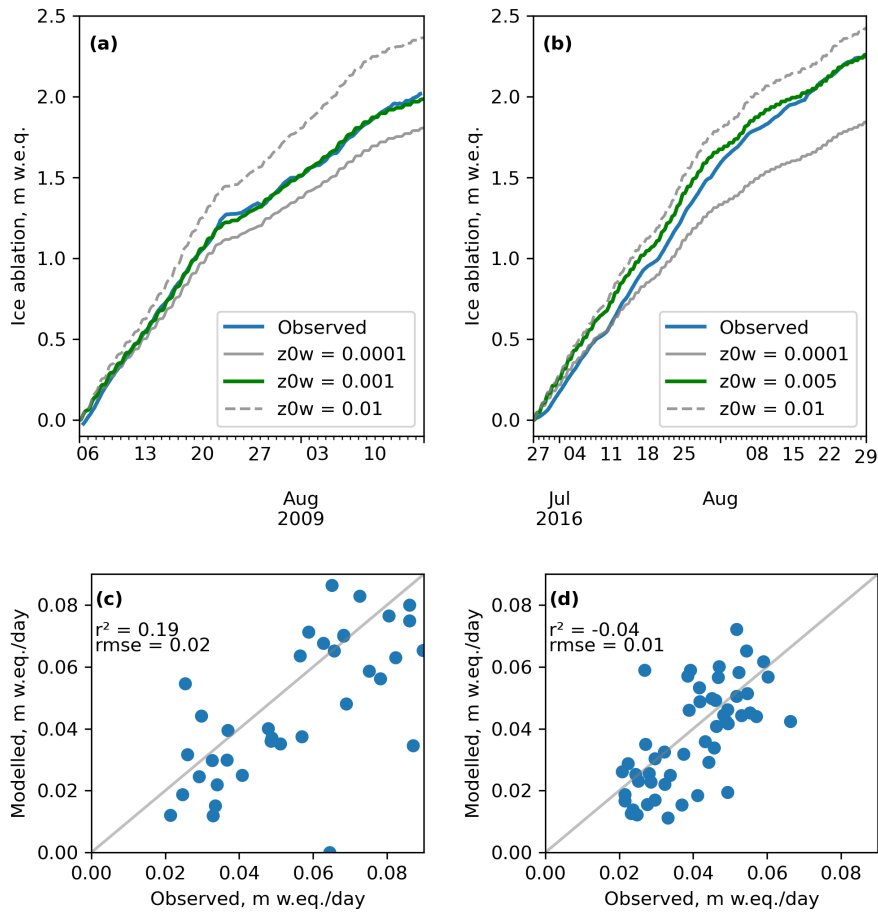 (a)
Ice ablation, m w.e.q.
2.5
2.0
1.5
1.0
0.5
0.0
Observed
z0w = 0.0001
z0w = 0.001
z0w = 0.01
06 13 20 27 03 10
Aug
2009
(b)
Ice ablation, m w.e.q.
2.5
2.0
1.5
1.0
0.5
0.0
Observed
z0w = 0.0001
z0w = 0.005
z0w = 0.01
27 04 11 18 25 08 15 22 29
Jul Aug
2016
(c)
r² = 0.19
rmse = 0.02
Modelled, m w.eq./day
0.08
0.06
0.04
0.02
0.00
0.00 0.02 0.04 0.06 0.08
Observed, m w.eq./day
(d)
r² = -0.04
rmse = 0.01
Modelled, m w.eq./day
0.08
0.06
0.04
0.02
0.00
0.00 0.02 0.04 0.06 0.08
Observed, m w.eq./day